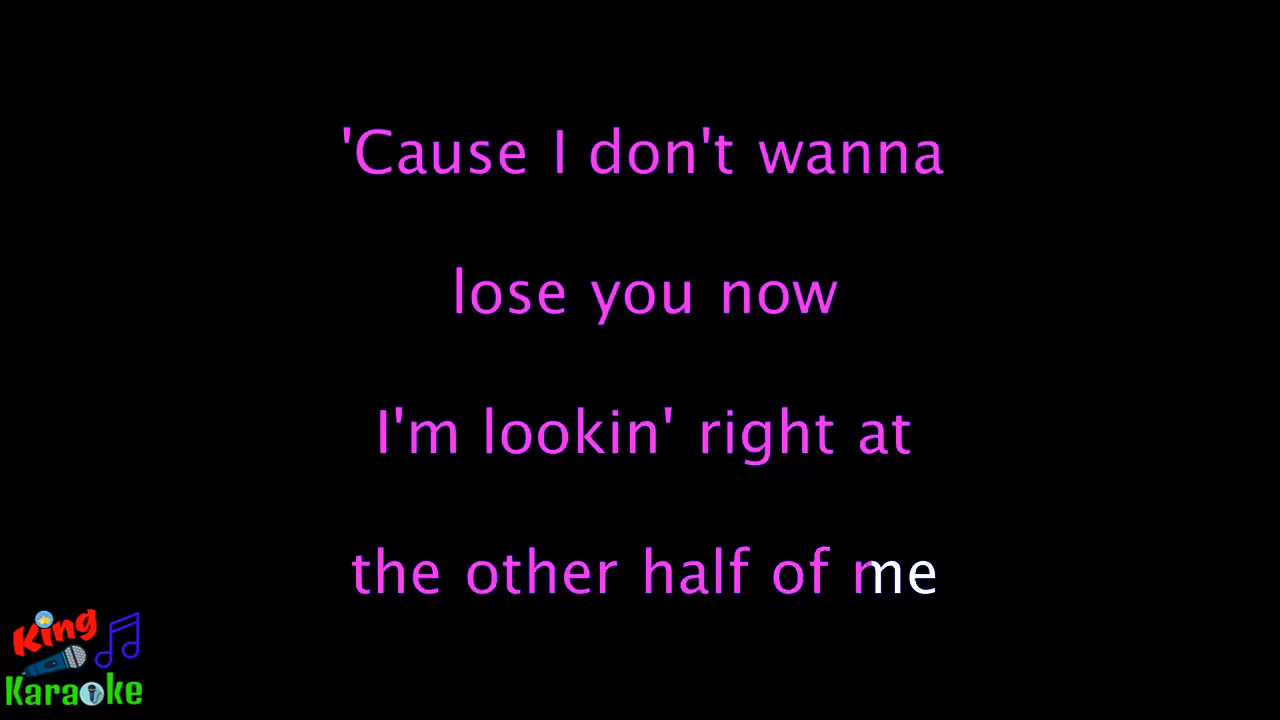 'Cause I don't wanna
lose you now
I'm lookin' right at
the other half of me
King
Karaoke